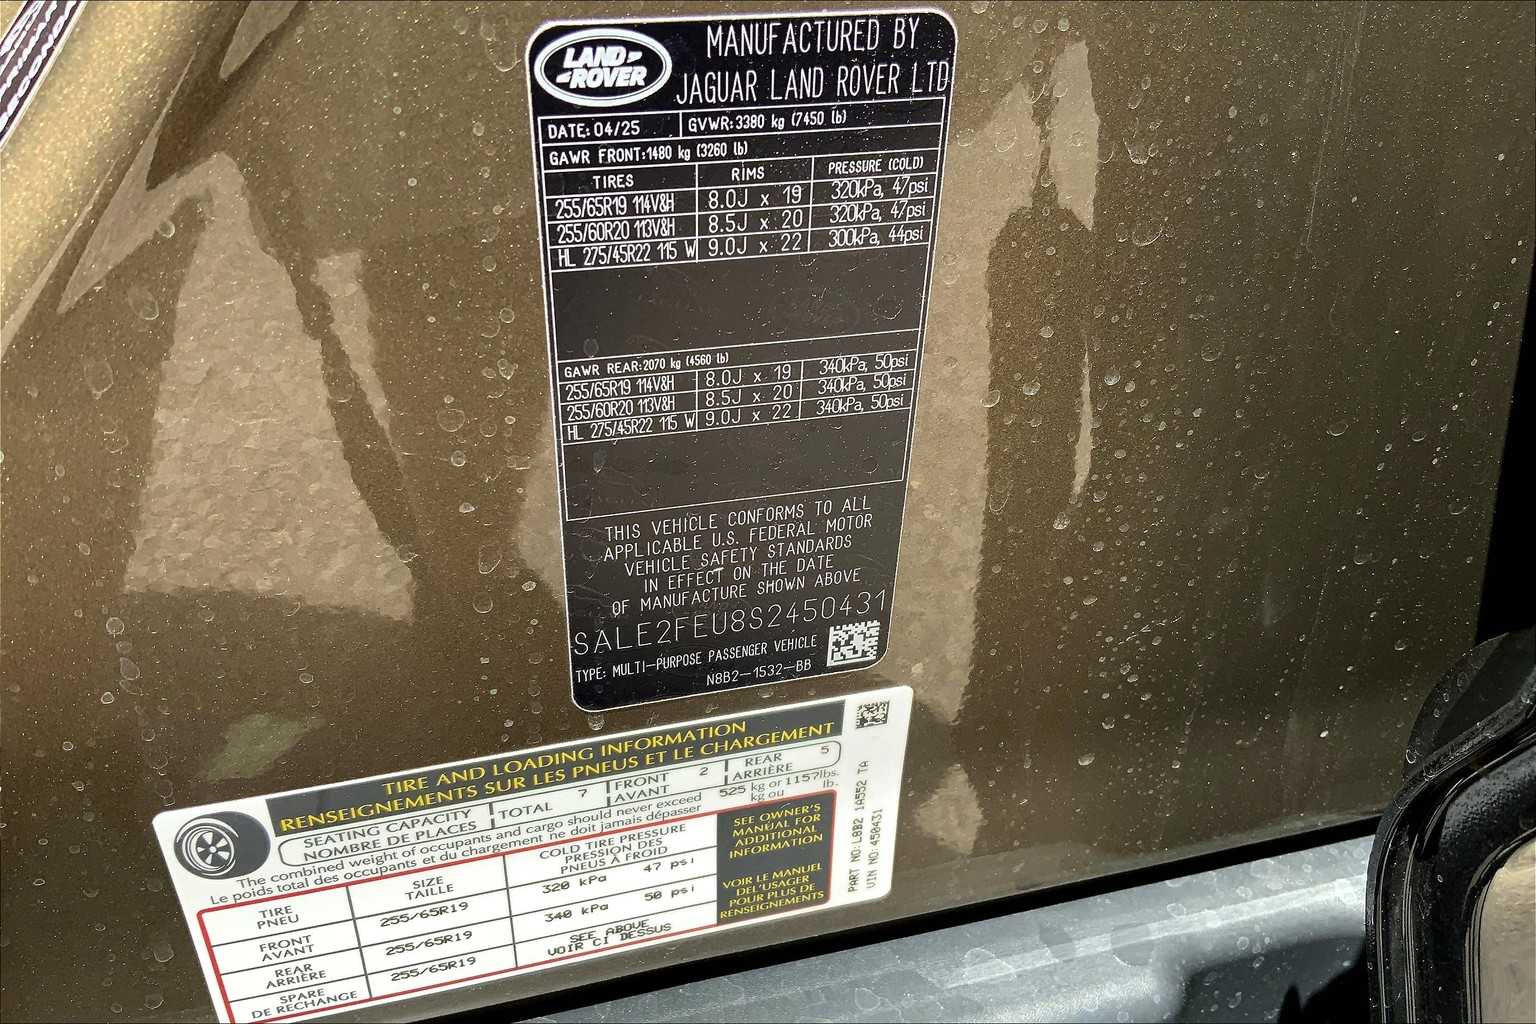 LAND ROVER
MANUFACTURED BY
JAGUAR LAND ROVER LTD
DATE: 04/25 GVWR:3380 kg (7450 lb)
GAWR FRONT:1480 kg (3260 lb)
TIRES RIMS PRESSURE (COLD)
255/65R19 114V&H 8.0J x 19 320kPa, 47psi
255/60R20 113V&H 8.5J x 20 320kPa, 47psi
HL 275/45R22 115 W 9.0J x 22 300kPa, 44psi
GAWR REAR:2070 kg (4560 lb)
255/65R19 114V&H 8.0J x 19 340kPa, 50psi
255/60R20 113V&H 8.5J x 20 340kPa, 50psi
HL 275/45R22 115 W 9.0J x 22 340kPa, 50psi
THIS VEHICLE CONFORMS TO ALL
APPLICABLE U.S. FEDERAL MOTOR
VEHICLE SAFETY STANDARDS
IN EFFECT ON THE DATE
OF MANUFACTURE SHOWN ABOVE
SALE2FEU8S2450431
TYPE: MULTI-PURPOSE PASSENGER VEHICLE
N8B2-1532-BB
TIRE AND LOADING INFORMATION
RENSEIGNEMENTS SUR LES PNEUS ET LE CHARGEMENT
SEATING CAPACITY TOTAL 7 FRONT 2 REAR 5
NOMBRE DE PLACES AVANT ARRIÈRE
The combined weight of occupants and cargo should never exceed 525 kg or 1157lbs.
Le poids total des occupants et du chargement ne doit jamais dépasser kg ou lb.
TIRE SIZE COLD TIRE PRESSURE
PNEU TAILLE PRESSION DES
PNEUS À FROID
FRONT 255/65R19 320 kPa 47 psi
AVANT
REAR 255/65R19 340 kPa 50 psi
ARRIÈRE
SPARE 255/65R19 SEE ABOVE
DE RECHANGE VOIR CI DESSUS
SEE OWNER'S
MANUAL FOR
ADDITIONAL
INFORMATION
VOIR LE MANUEL
DE L'USAGER
POUR PLUS DE
RENSEIGNEMENTS
PART NO:L8B2 1A552 TA
VIN NO:450431